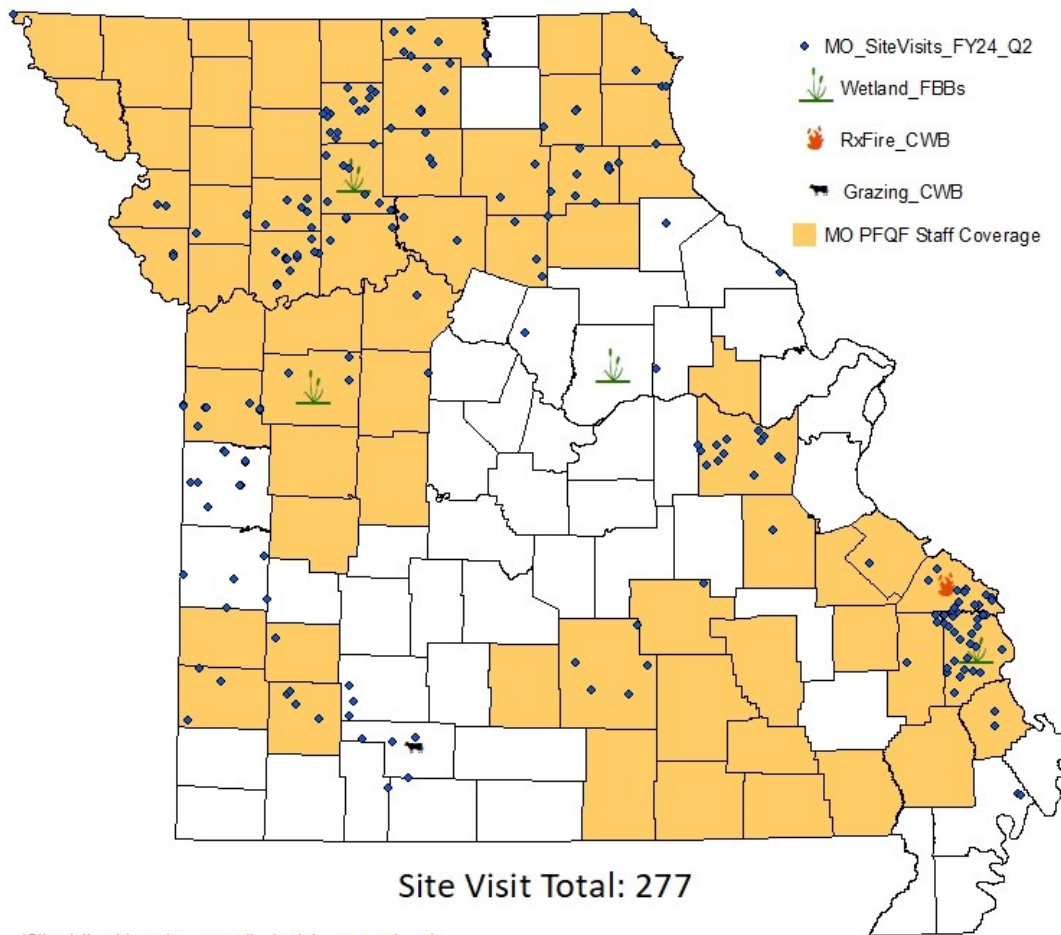 MO_SiteVisits_FY24_Q2
Wetland_FBBs
RxFire_CWB
Grazing_CWB
MO PFQF Staff Coverage
Site Visit Total: 277